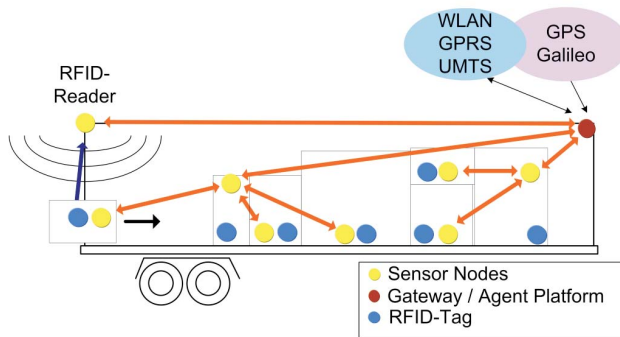 WLAN
GPRS
UMTS
GPS
Galileo
RFID-
Reader
Sensor Nodes
Gateway / Agent Platform
RFID-Tag